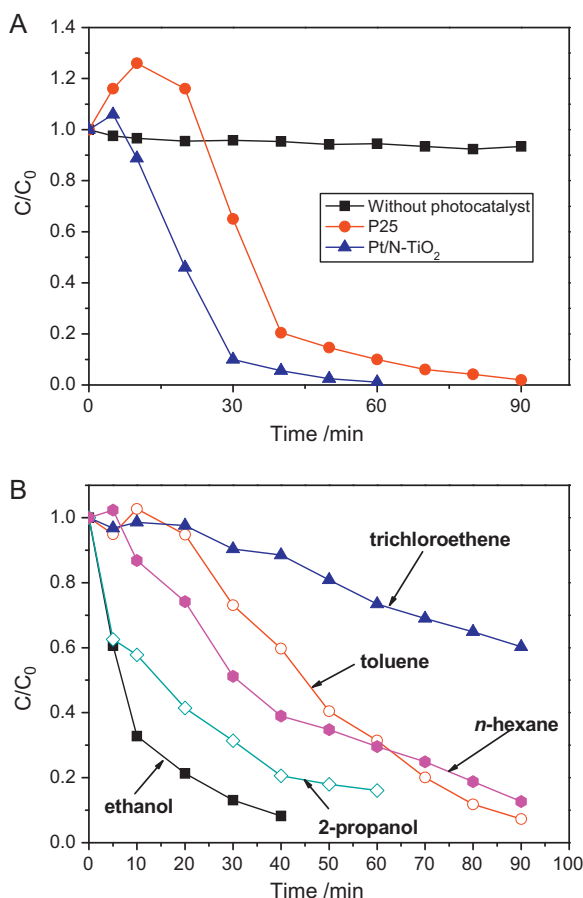 A
1.4
1.2
1.0
0.8
0.6
0.4
0.2
0.0
C/C₀
Without photocatalyst
P25
Pt/N-TiO₂
0 30 60 90
Time /min
B
1.0
0.8
0.6
0.4
0.2
0.0
C/C₀
trichloroethene
toluene
n-hexane
ethanol
2-propanol
0 10 20 30 40 50 60 70 80 90 100
Time /min